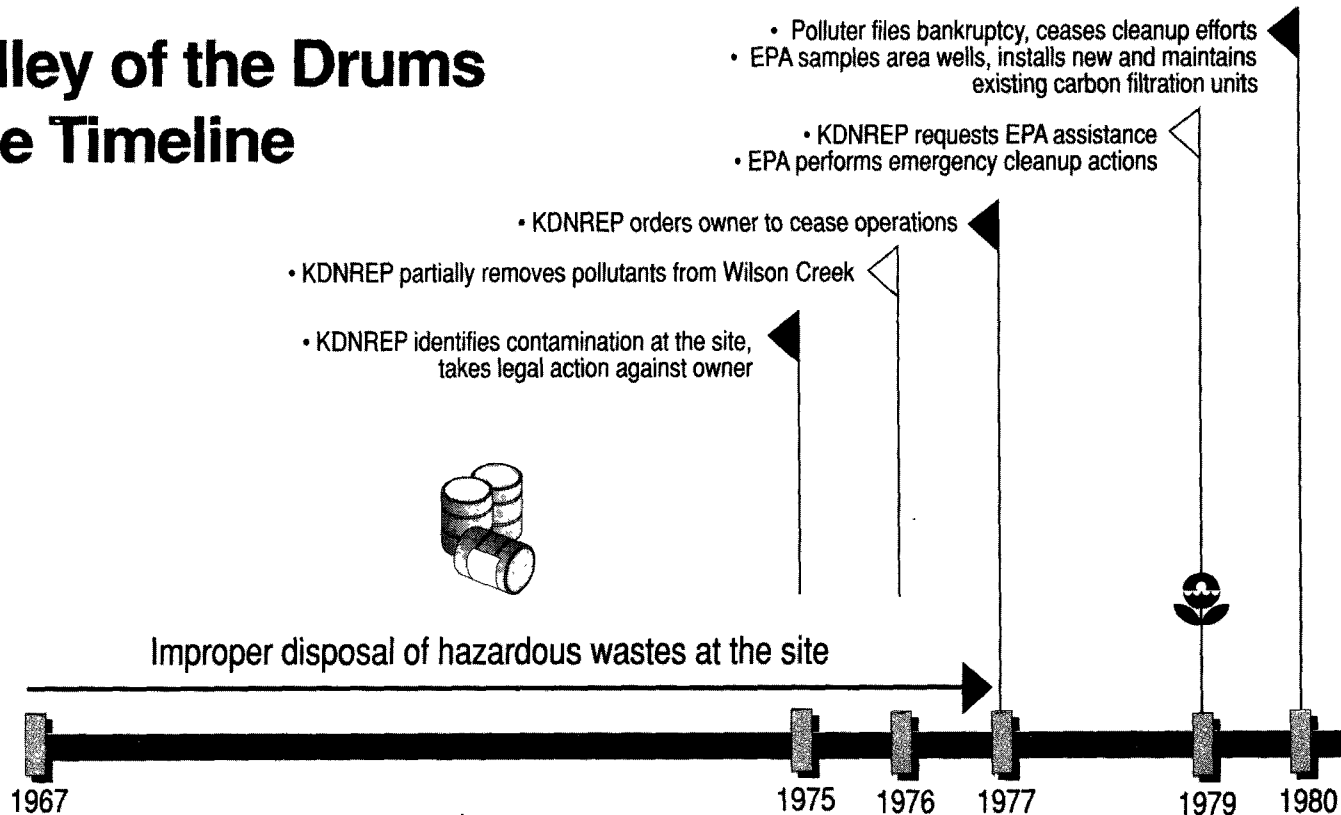 lley of the Drums
e Timeline
• Polluter files bankruptcy, ceases cleanup efforts
• EPA samples area wells, installs new and maintains
existing carbon filtration units
• KDNREP requests EPA assistance
• EPA performs emergency cleanup actions
• KDNREP orders owner to cease operations
• KDNREP partially removes pollutants from Wilson Creek
• KDNREP identifies contamination at the site,
takes legal action against owner
Improper disposal of hazardous wastes at the site
1967 1975 1976 1977 1979 1980